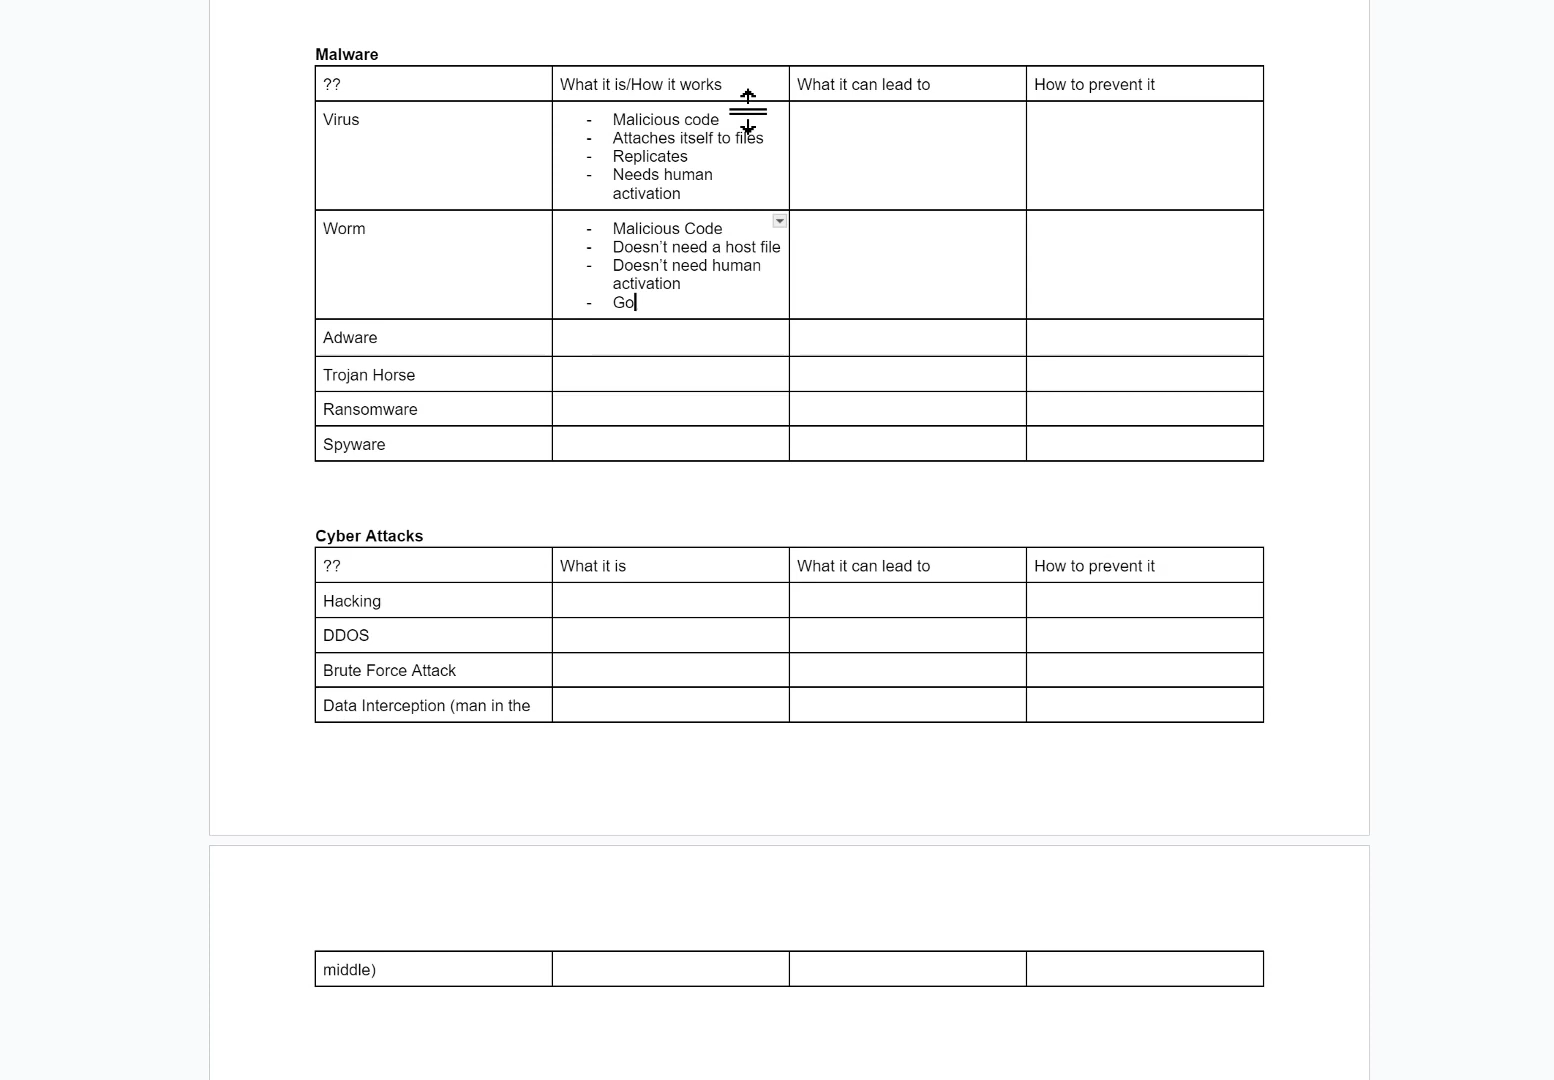 Malware
?? What it is/How it works What it can lead to How to prevent it
Virus
- Malicious code
- Attaches itself to files
- Replicates
- Needs human
activation
Worm
- Malicious Code
- Doesn't need a host file
- Doesn't need human
activation
- Go
Adware
Trojan Horse
Ransomware
Spyware
Cyber Attacks
?? What it is What it can lead to How to prevent it
Hacking
DDOS
Brute Force Attack
Data Interception (man in the
middle)